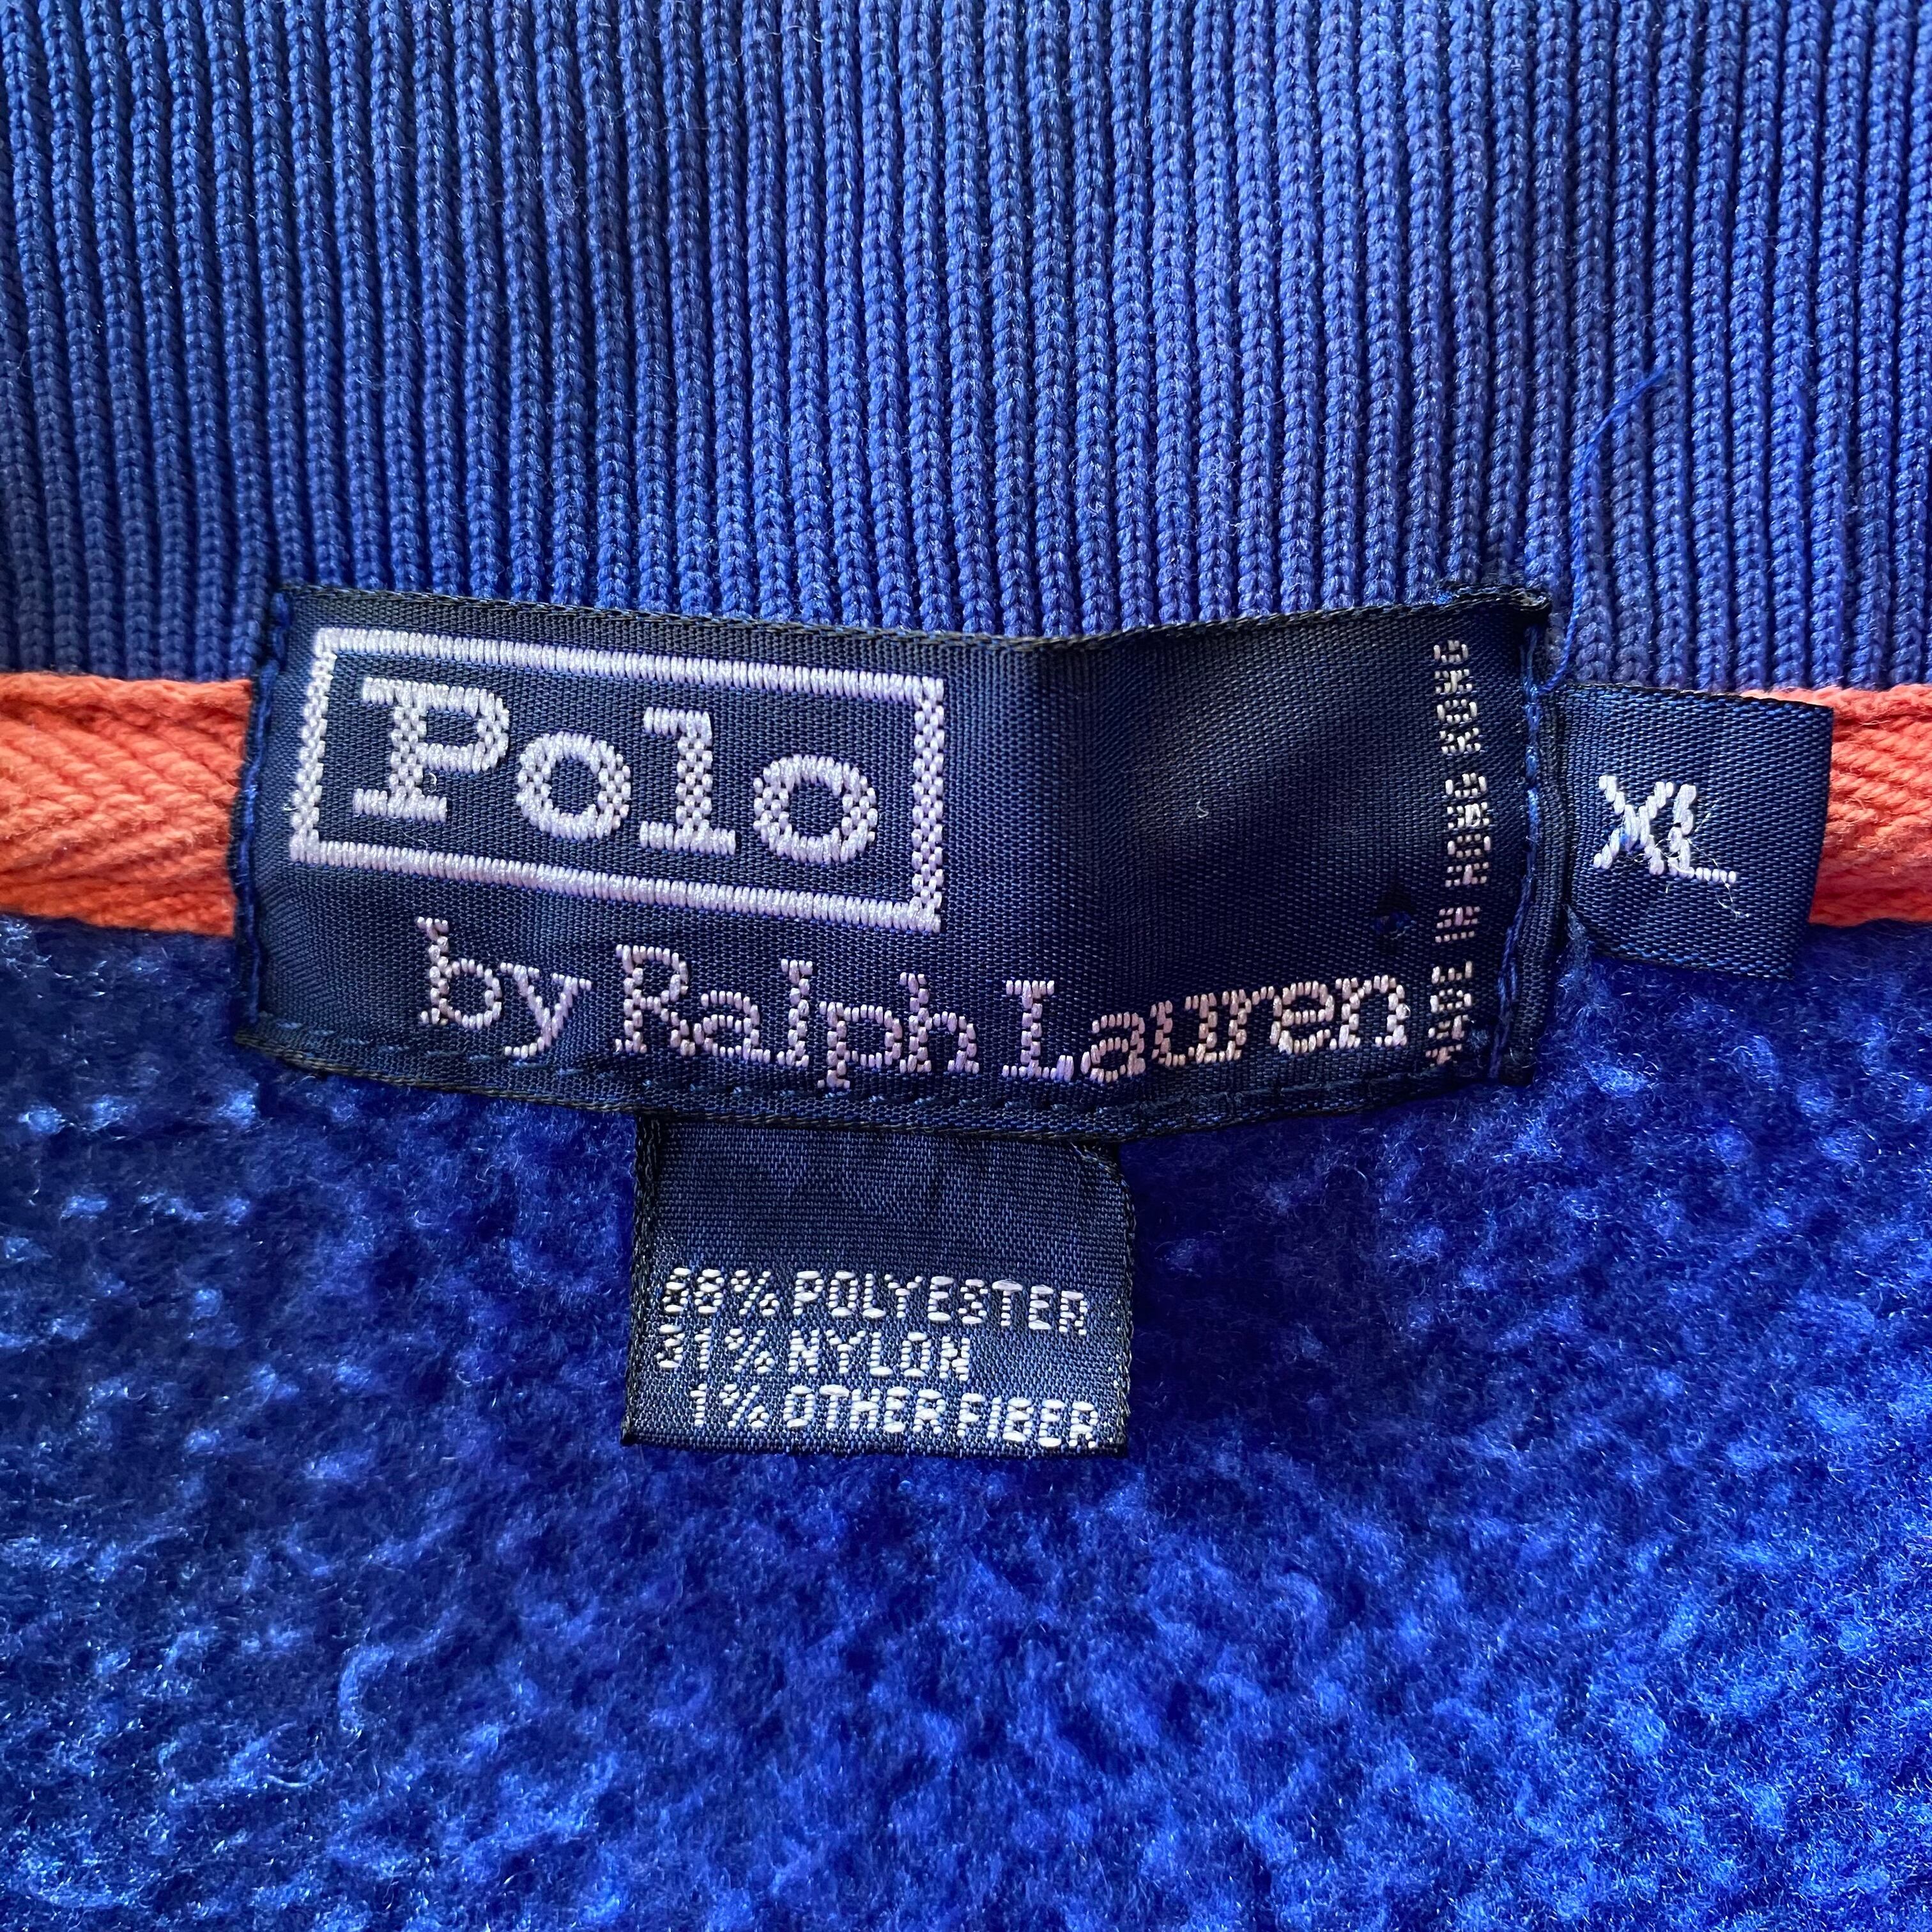 Polo
by Ralph Lauren
MADE IN HONG KONG
XL
68% POLYESTER
31% NYLON
1% OTHER FIBER